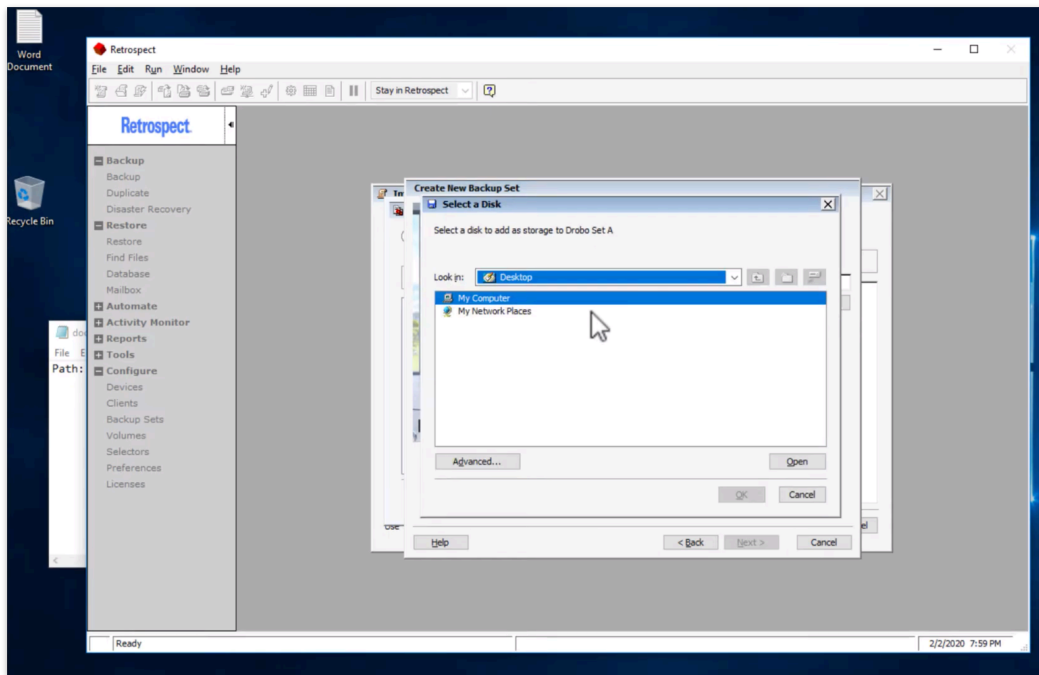 Word
Document
Recycle Bin
Retrospect
File Edit Run Window Help
Stay in Retrospect
Retrospect
Backup
Backup
Duplicate
Disaster Recovery
Restore
Restore
Find Files
Database
Mailbox
Automate
Activity Monitor
Reports
Tools
Configure
Devices
Clients
Backup Sets
Volumes
Selectors
Preferences
Licenses
File
Path:
Create New Backup Set
Select a Disk
Select a disk to add as storage to Drobo Set A
Look in: Desktop
My Computer
My Network Places
Advanced... Open
OK Cancel
Help < Back Next > Cancel
Ready 2/2/2020 7:59 PM